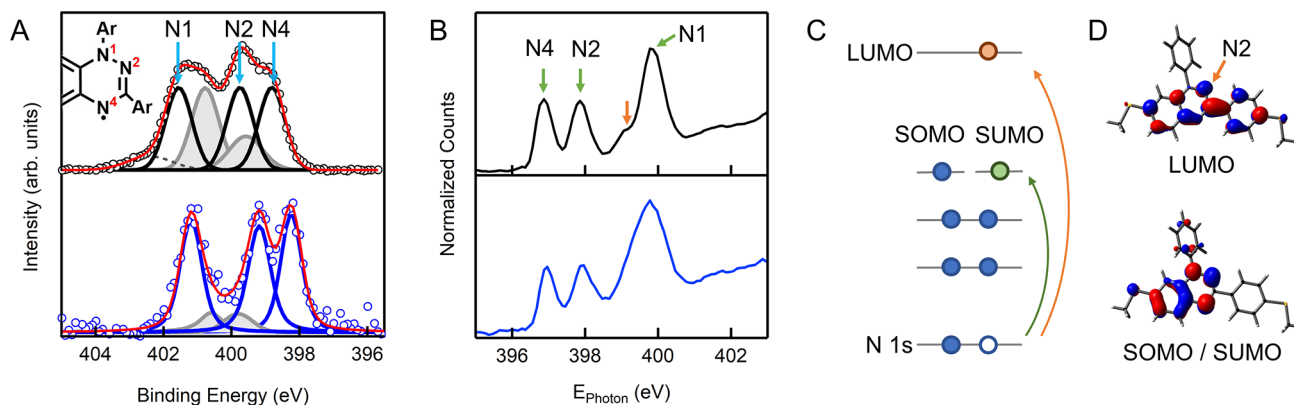 A
Ar
N1
N2
N4
N 1
N 2
N 4
Ar
Intensity (arb. units)
404
402
400
398
396
Binding Energy (eV)
B
N4
N2
N1
Normalized Counts
396
398
400
402
E Photon (eV)
C
LUMO
SOMO
SUMO
N 1s
D
N2
LUMO
SOMO / SUMO